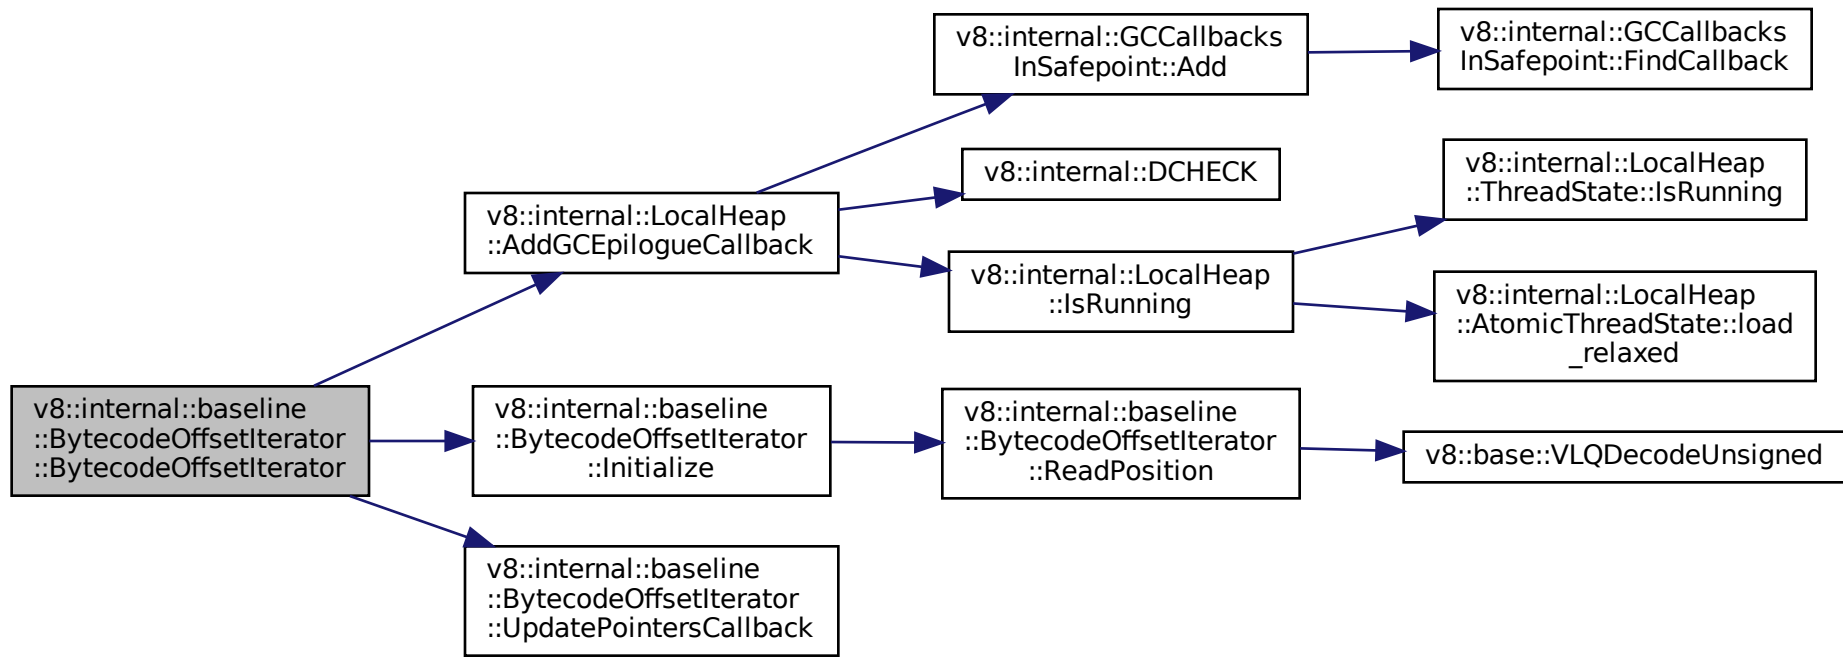 v8::internal::GCCallbacks
InSafepoint::Add
v8::internal::GCCallbacks
InSafepoint::FindCallback
v8::internal::DCHECK
v8::internal::LocalHeap
::ThreadState::IsRunning
v8::internal::LocalHeap
::AddGCEpilogueCallback
v8::internal::LocalHeap
::IsRunning
v8::internal::LocalHeap
::AtomicThreadState::load
_relaxed
v8::internal::baseline
::BytecodeOffsetIterator
::BytecodeOffsetIterator
v8::internal::baseline
::BytecodeOffsetIterator
::Initialize
v8::internal::baseline
::BytecodeOffsetIterator
::ReadPosition
v8::base::VLQDecodeUnsigned
v8::internal::baseline
::BytecodeOffsetIterator
::UpdatePointersCallback